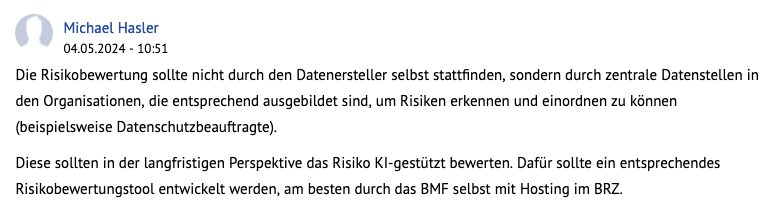 Michael Hasler
04.05.2024 - 10:51
Die Risikobewertung sollte nicht durch den Datenersteller selbst stattfinden, sondern durch zentrale Datenstellen in
den Organisationen, die entsprechend ausgebildet sind, um Risiken erkennen und einordnen zu können
(beispielsweise Datenschutzbeauftragte).
Diese sollten in der langfristigen Perspektive das Risiko KI-gestützt bewerten. Dafür sollte ein entsprechendes
Risikobewertungstool entwickelt werden, am besten durch das BMF selbst mit Hosting im BRZ.